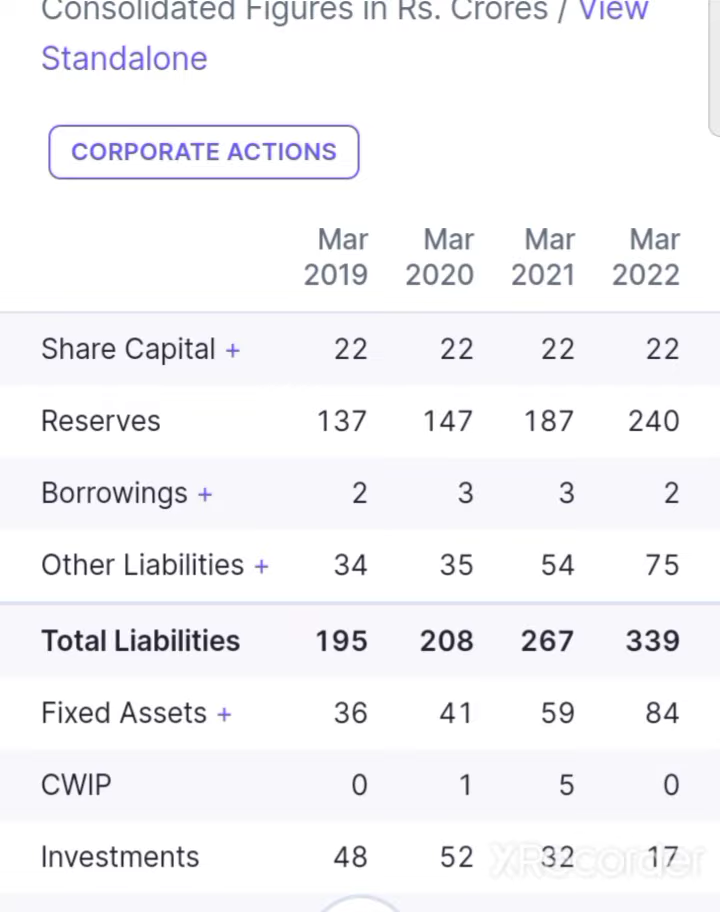 Consolidated Figures in Rs. Crores / View
Standalone
CORPORATE ACTIONS
Mar 2019 Mar 2020 Mar 2021 Mar 2022
Share Capital + 22 22 22 22
Reserves 137 147 187 240
Borrowings + 2 3 3 2
Other Liabilities + 34 35 54 75
Total Liabilities 195 208 267 339
Fixed Assets + 36 41 59 84
CWIP 0 1 5 0
Investments 48 52 32 17
XRecorder